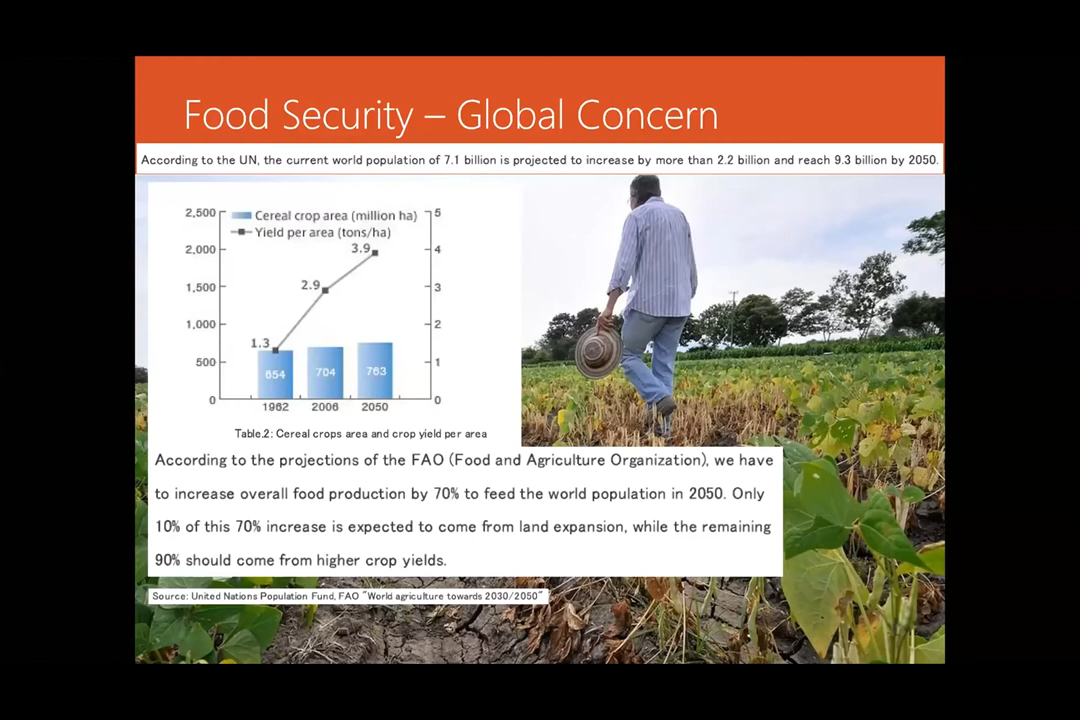 Food Security – Global Concern
According to the UN, the current world population of 7.1 billion is projected to increase by more than 2.2 billion and reach 9.3 billion by 2050.
2,500 Cereal crop area (million ha) 5
Yield per area (tons/ha)
2,000 3.9 4
1,500 2.9 3
1,000 2
1.3
500 654 704 763 1
0 0
1962 2006 2050
Table.2: Cereal crops area and crop yield per area
According to the projections of the FAO (Food and Agriculture Organization), we have
to increase overall food production by 70% to feed the world population in 2050. Only
10% of this 70% increase is expected to come from land expansion, while the remaining
90% should come from higher crop yields.
Source: United Nations Population Fund, FAO "World agriculture towards 2030/2050"